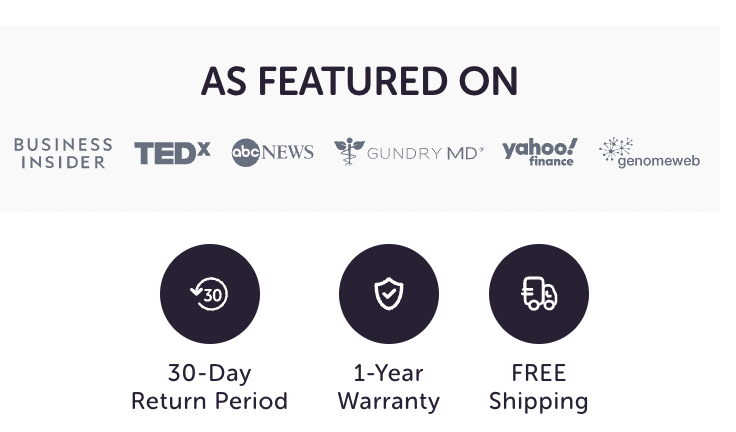 AS FEATURED ON
BUSINESS
INSIDER
TEDx
abc NEWS
GUNDRY MD*
yahoo!
finance
genomeweb
30
30-Day
Return Period
1-Year
Warranty
FREE
Shipping